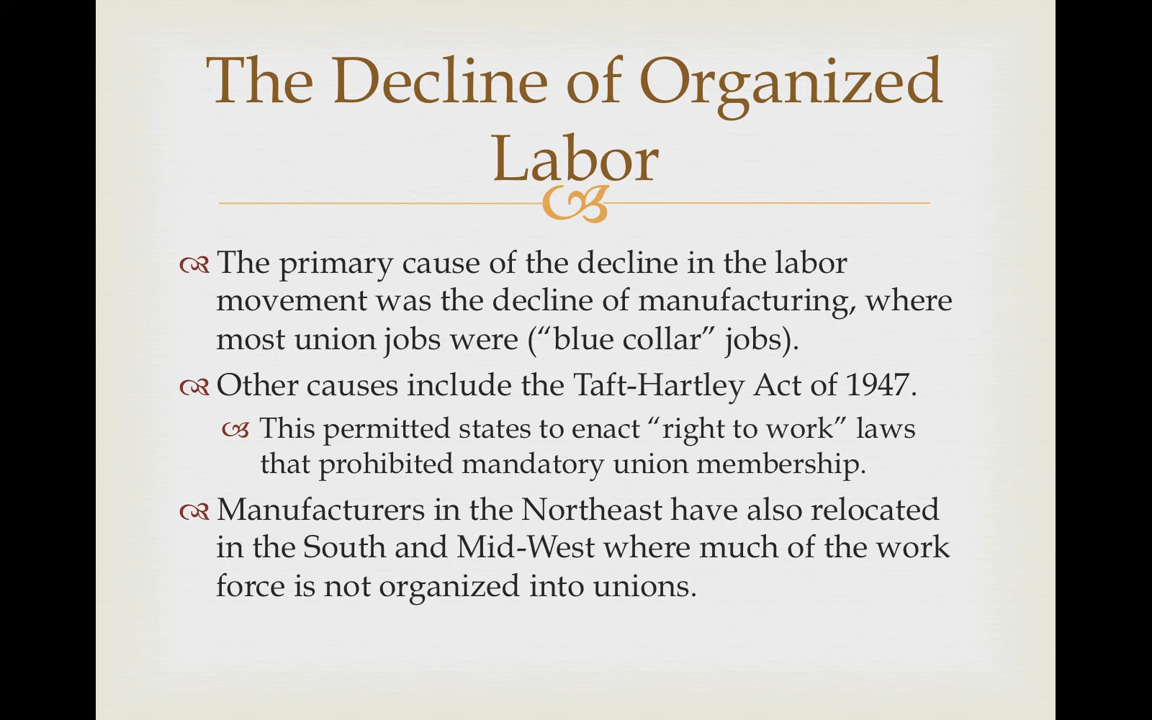 The Decline of Organized
Labor
The primary cause of the decline in the labor
movement was the decline of manufacturing, where
most union jobs were (“blue collar” jobs).
Other causes include the Taft-Hartley Act of 1947.
This permitted states to enact “right to work” laws
that prohibited mandatory union membership.
Manufacturers in the Northeast have also relocated
in the South and Mid-West where much of the work
force is not organized into unions.